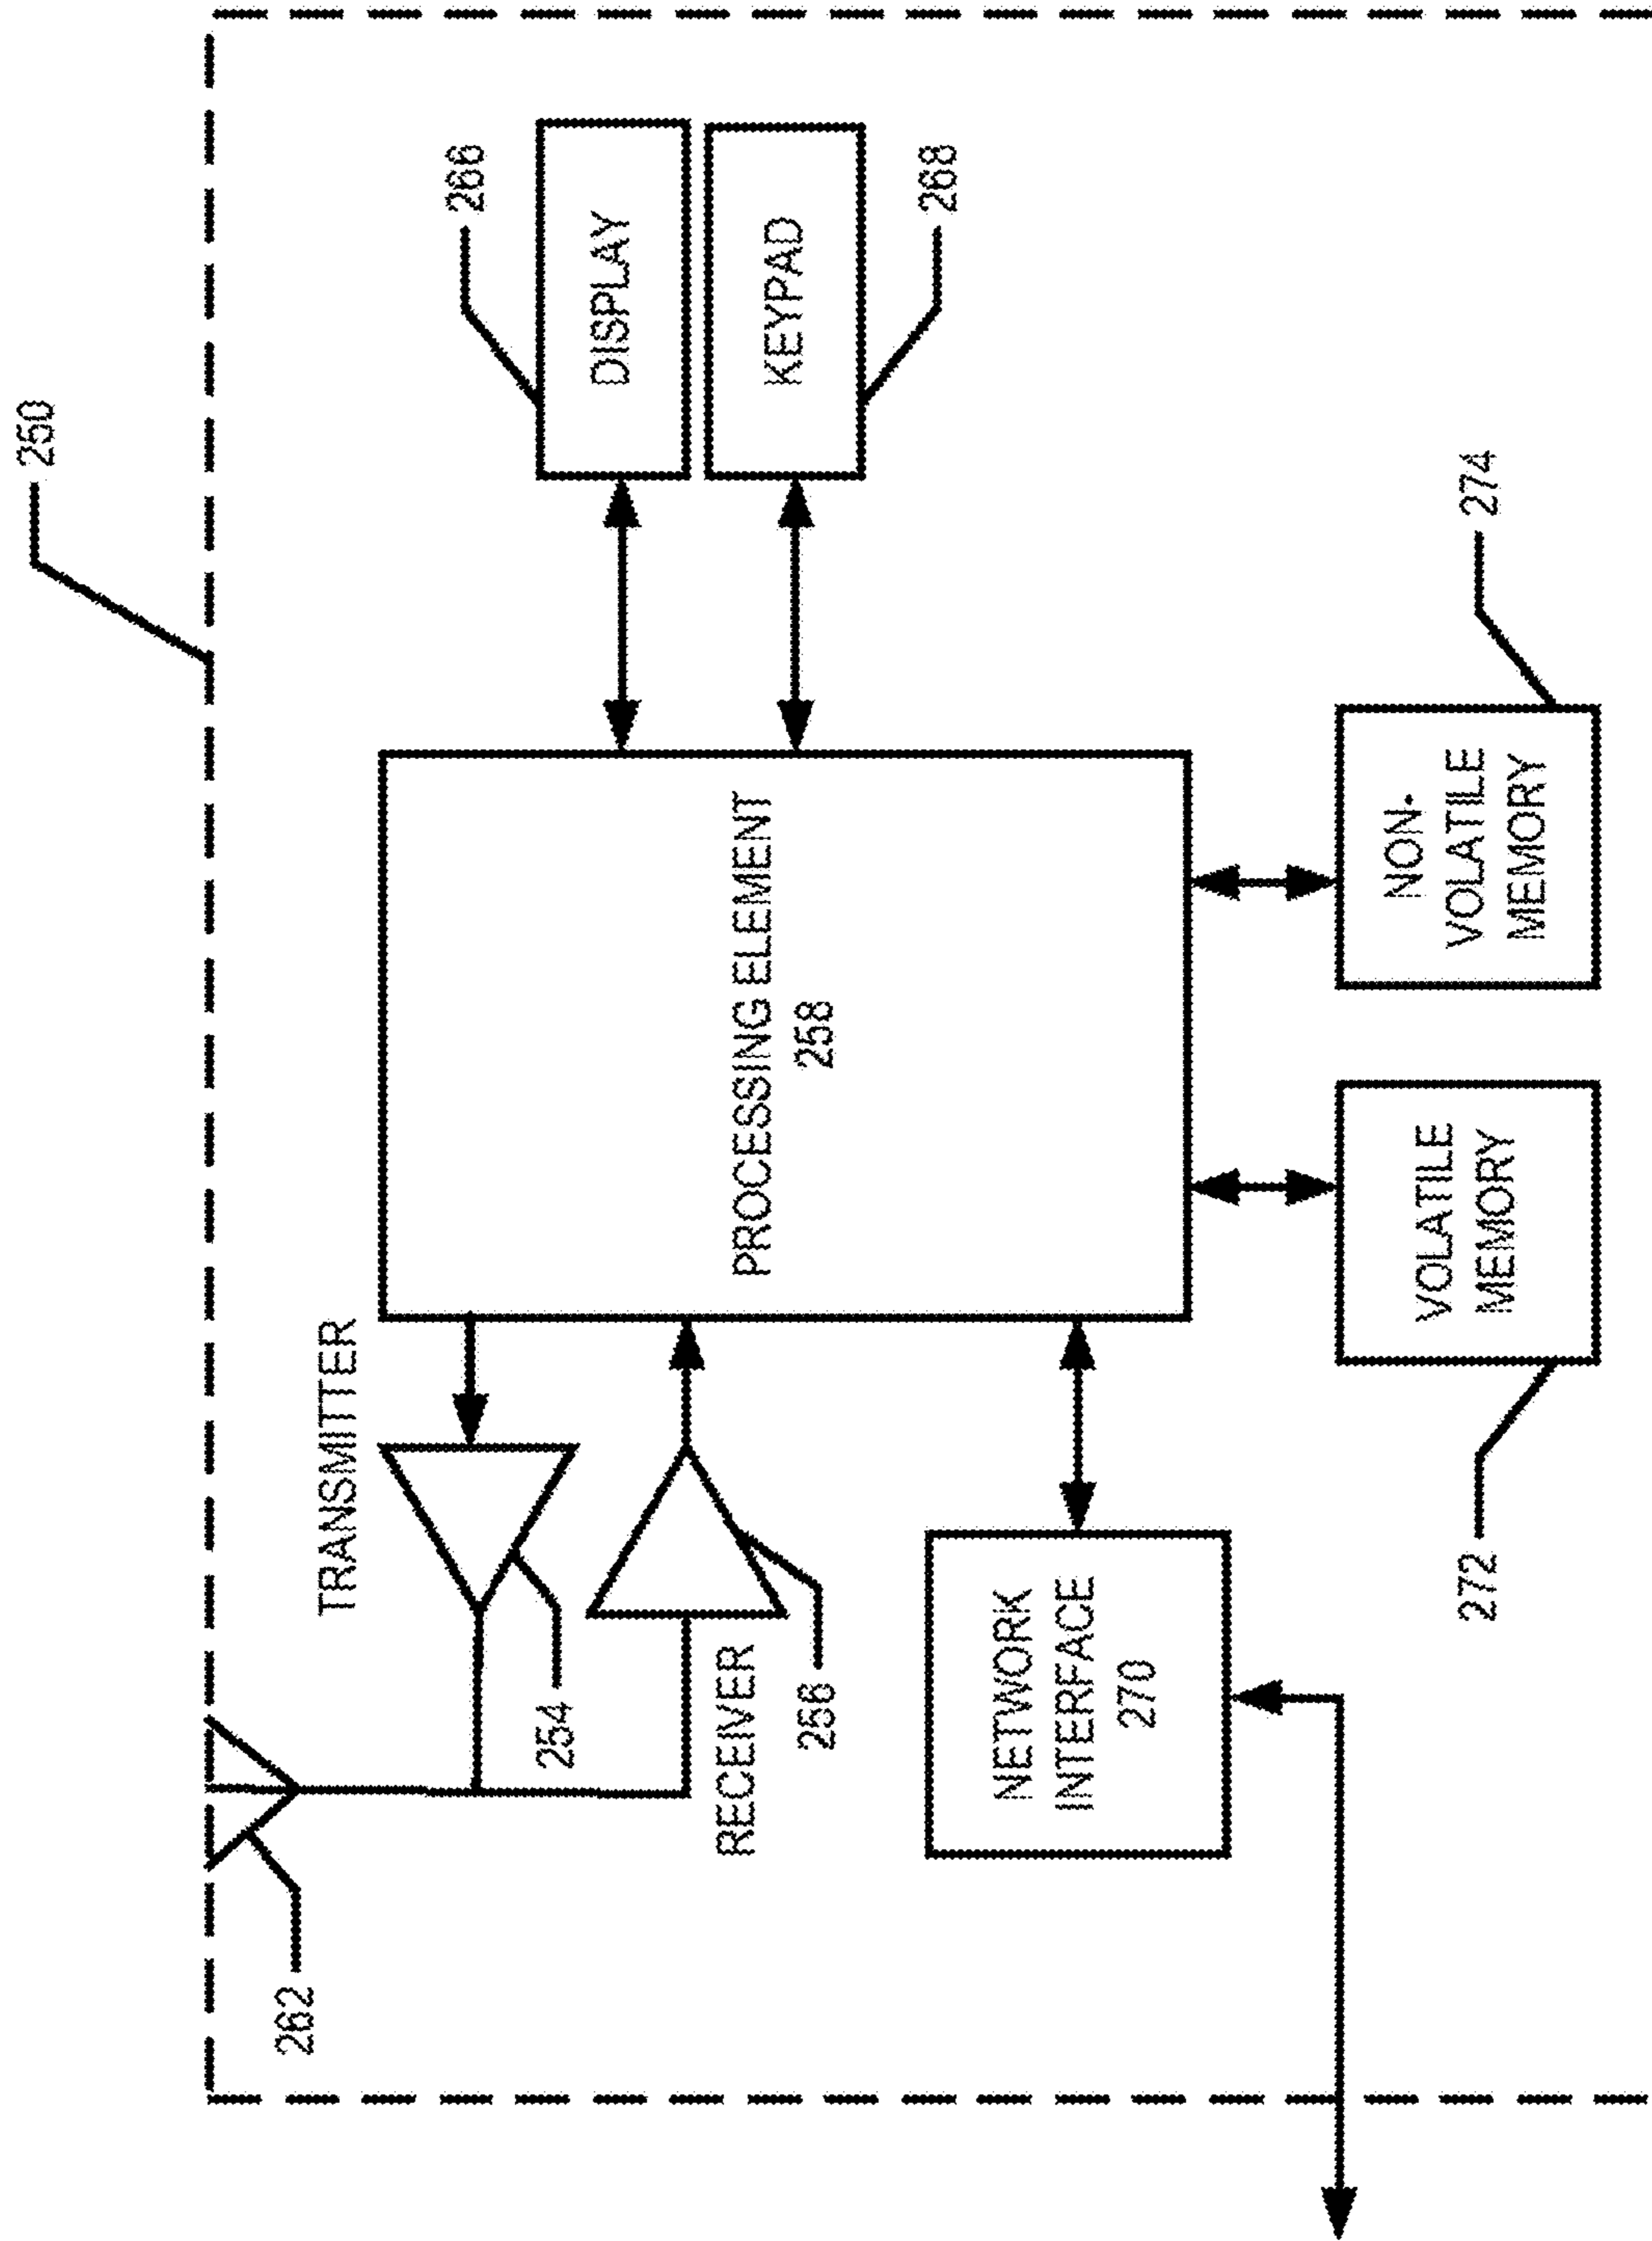 250
262
TRANSMITTER
266
254
DISPLAY
RECEIVER
256
PROCESSING ELEMENT
258
KEYPAD
268
NETWORK
INTERFACE
270
VOLATILE
MEMORY
272
NON-
VOLATILE
MEMORY
274